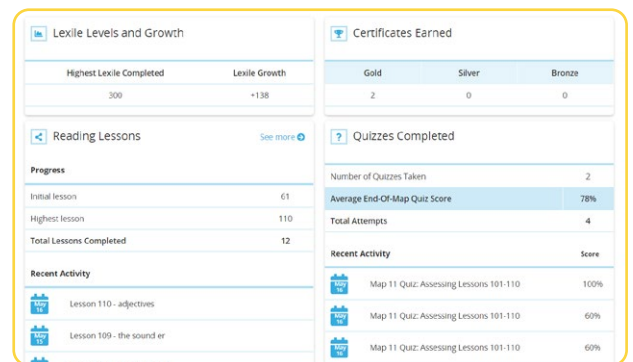 Lexile Levels and Growth
Highest Lexile Completed Lexile Growth
300 +138
Certificates Earned
Gold Silver Bronze
2 0 0
Reading Lessons See more
Progress
Initial lesson 61
Highest lesson 110
Total Lessons Completed 12
Recent Activity
May 16 Lesson 110 - adjectives
May 15 Lesson 109 - the sound er
Quizzes Completed
Number of Quizzes Taken 2
Average End-Of-Map Quiz Score 78%
Total Attempts 4
Recent Activity Score
May 16 Map 11 Quiz: Assessing Lessons 101-110 100%
May 16 Map 11 Quiz: Assessing Lessons 101-110 60%
May 16 Map 11 Quiz: Assessing Lessons 101-110 60%